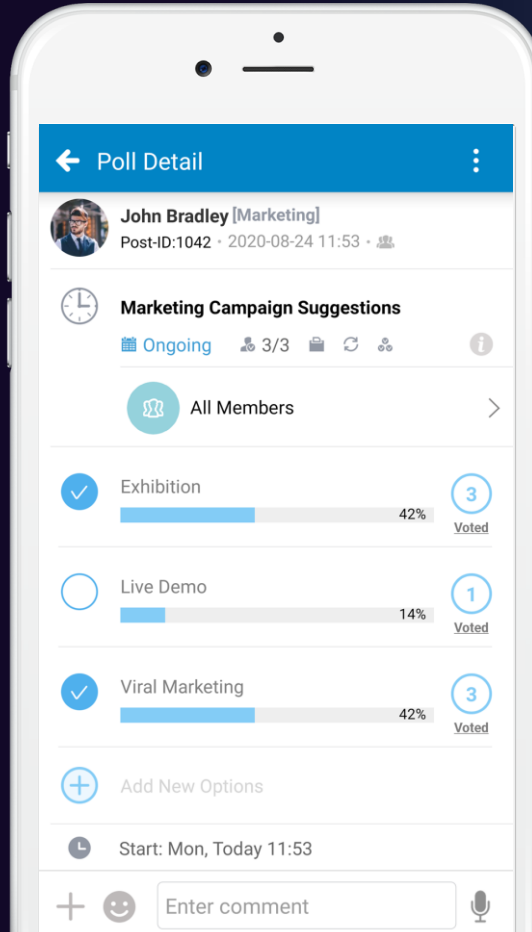 Poll Detail
John Bradley [Marketing]
Post-ID:1042 · 2020-08-24 11:53 ·
Marketing Campaign Suggestions
Ongoing 3/3
All Members
Exhibition
42%
3
Voted
Live Demo
14%
1
Voted
Viral Marketing
42%
3
Voted
Add New Options
Start: Mon, Today 11:53
Enter comment